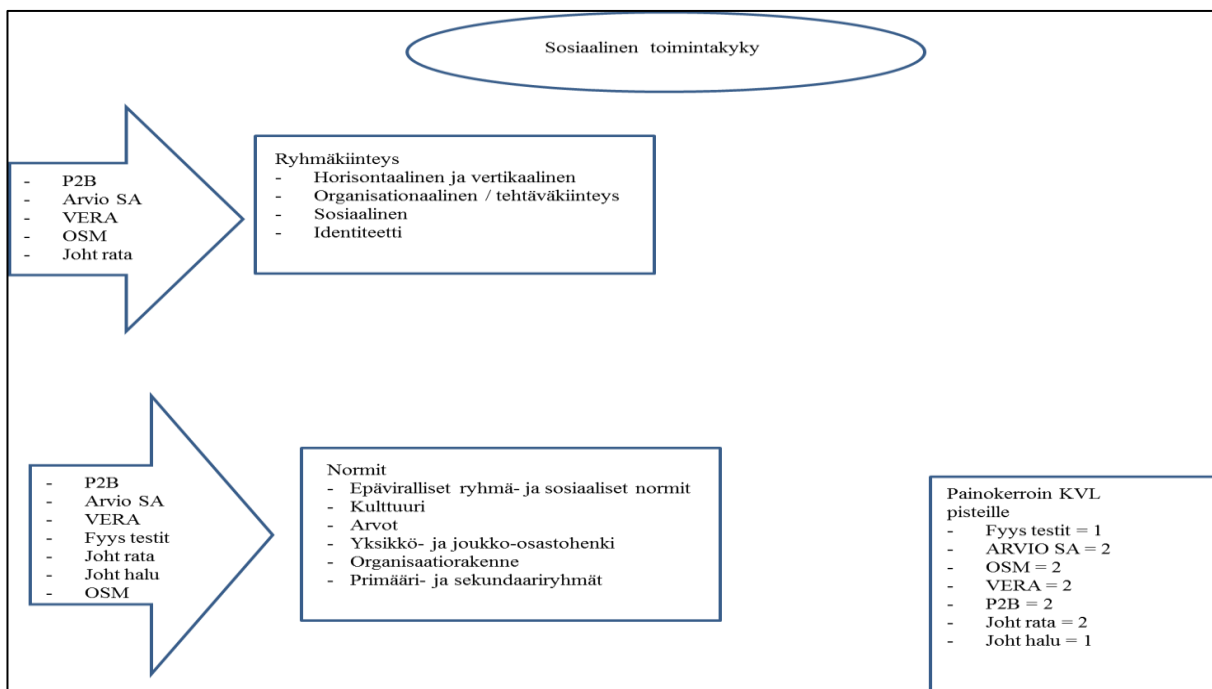 Sosiaalinen toimintakyky
- P2B
- Arvio SA
- VERA
- OSM
- Joht rata
Ryhmäkiinteys
- Horisontaalinen ja vertikaalinen
- Organisationaalinen / tehtäväkiinteys
- Sosiaalinen
- Identiteetti
- P2B
- Arvio SA
- VERA
- Fyys testit
- Joht rata
- Joht halu
- OSM
Normit
- Epäviralliset ryhmä- ja sosiaaliset normit
- Kulttuuri
- Arvot
- Yksikkö- ja joukko-osastohenki
- Organisaatiorakenne
- Primääri- ja sekundaariryhmät
Painokerroin KVL
pisteille
- Fyys testit = 1
- ARVIO SA = 2
- OSM = 2
- VERA = 2
- P2B = 2
- Joht rata = 2
- Joht halu = 1